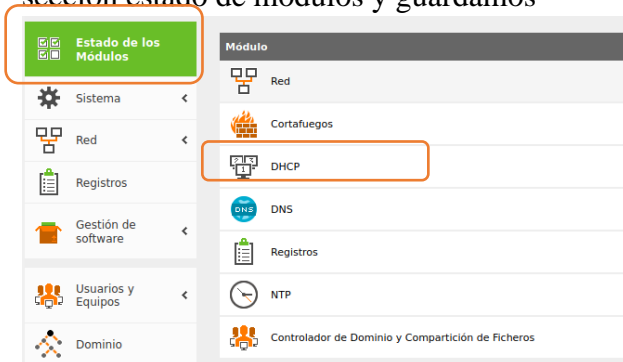 sección estado de módulos y guardamos
Estado de los
Módulos
Sistema
Red
Registros
Gestión de
software
Usuarios y
Equipos
Dominio
Módulo
Red
Cortafuegos
DHCP
DNS
DNS
Registros
NTP
Controlador de Dominio y Compartición de Ficheros